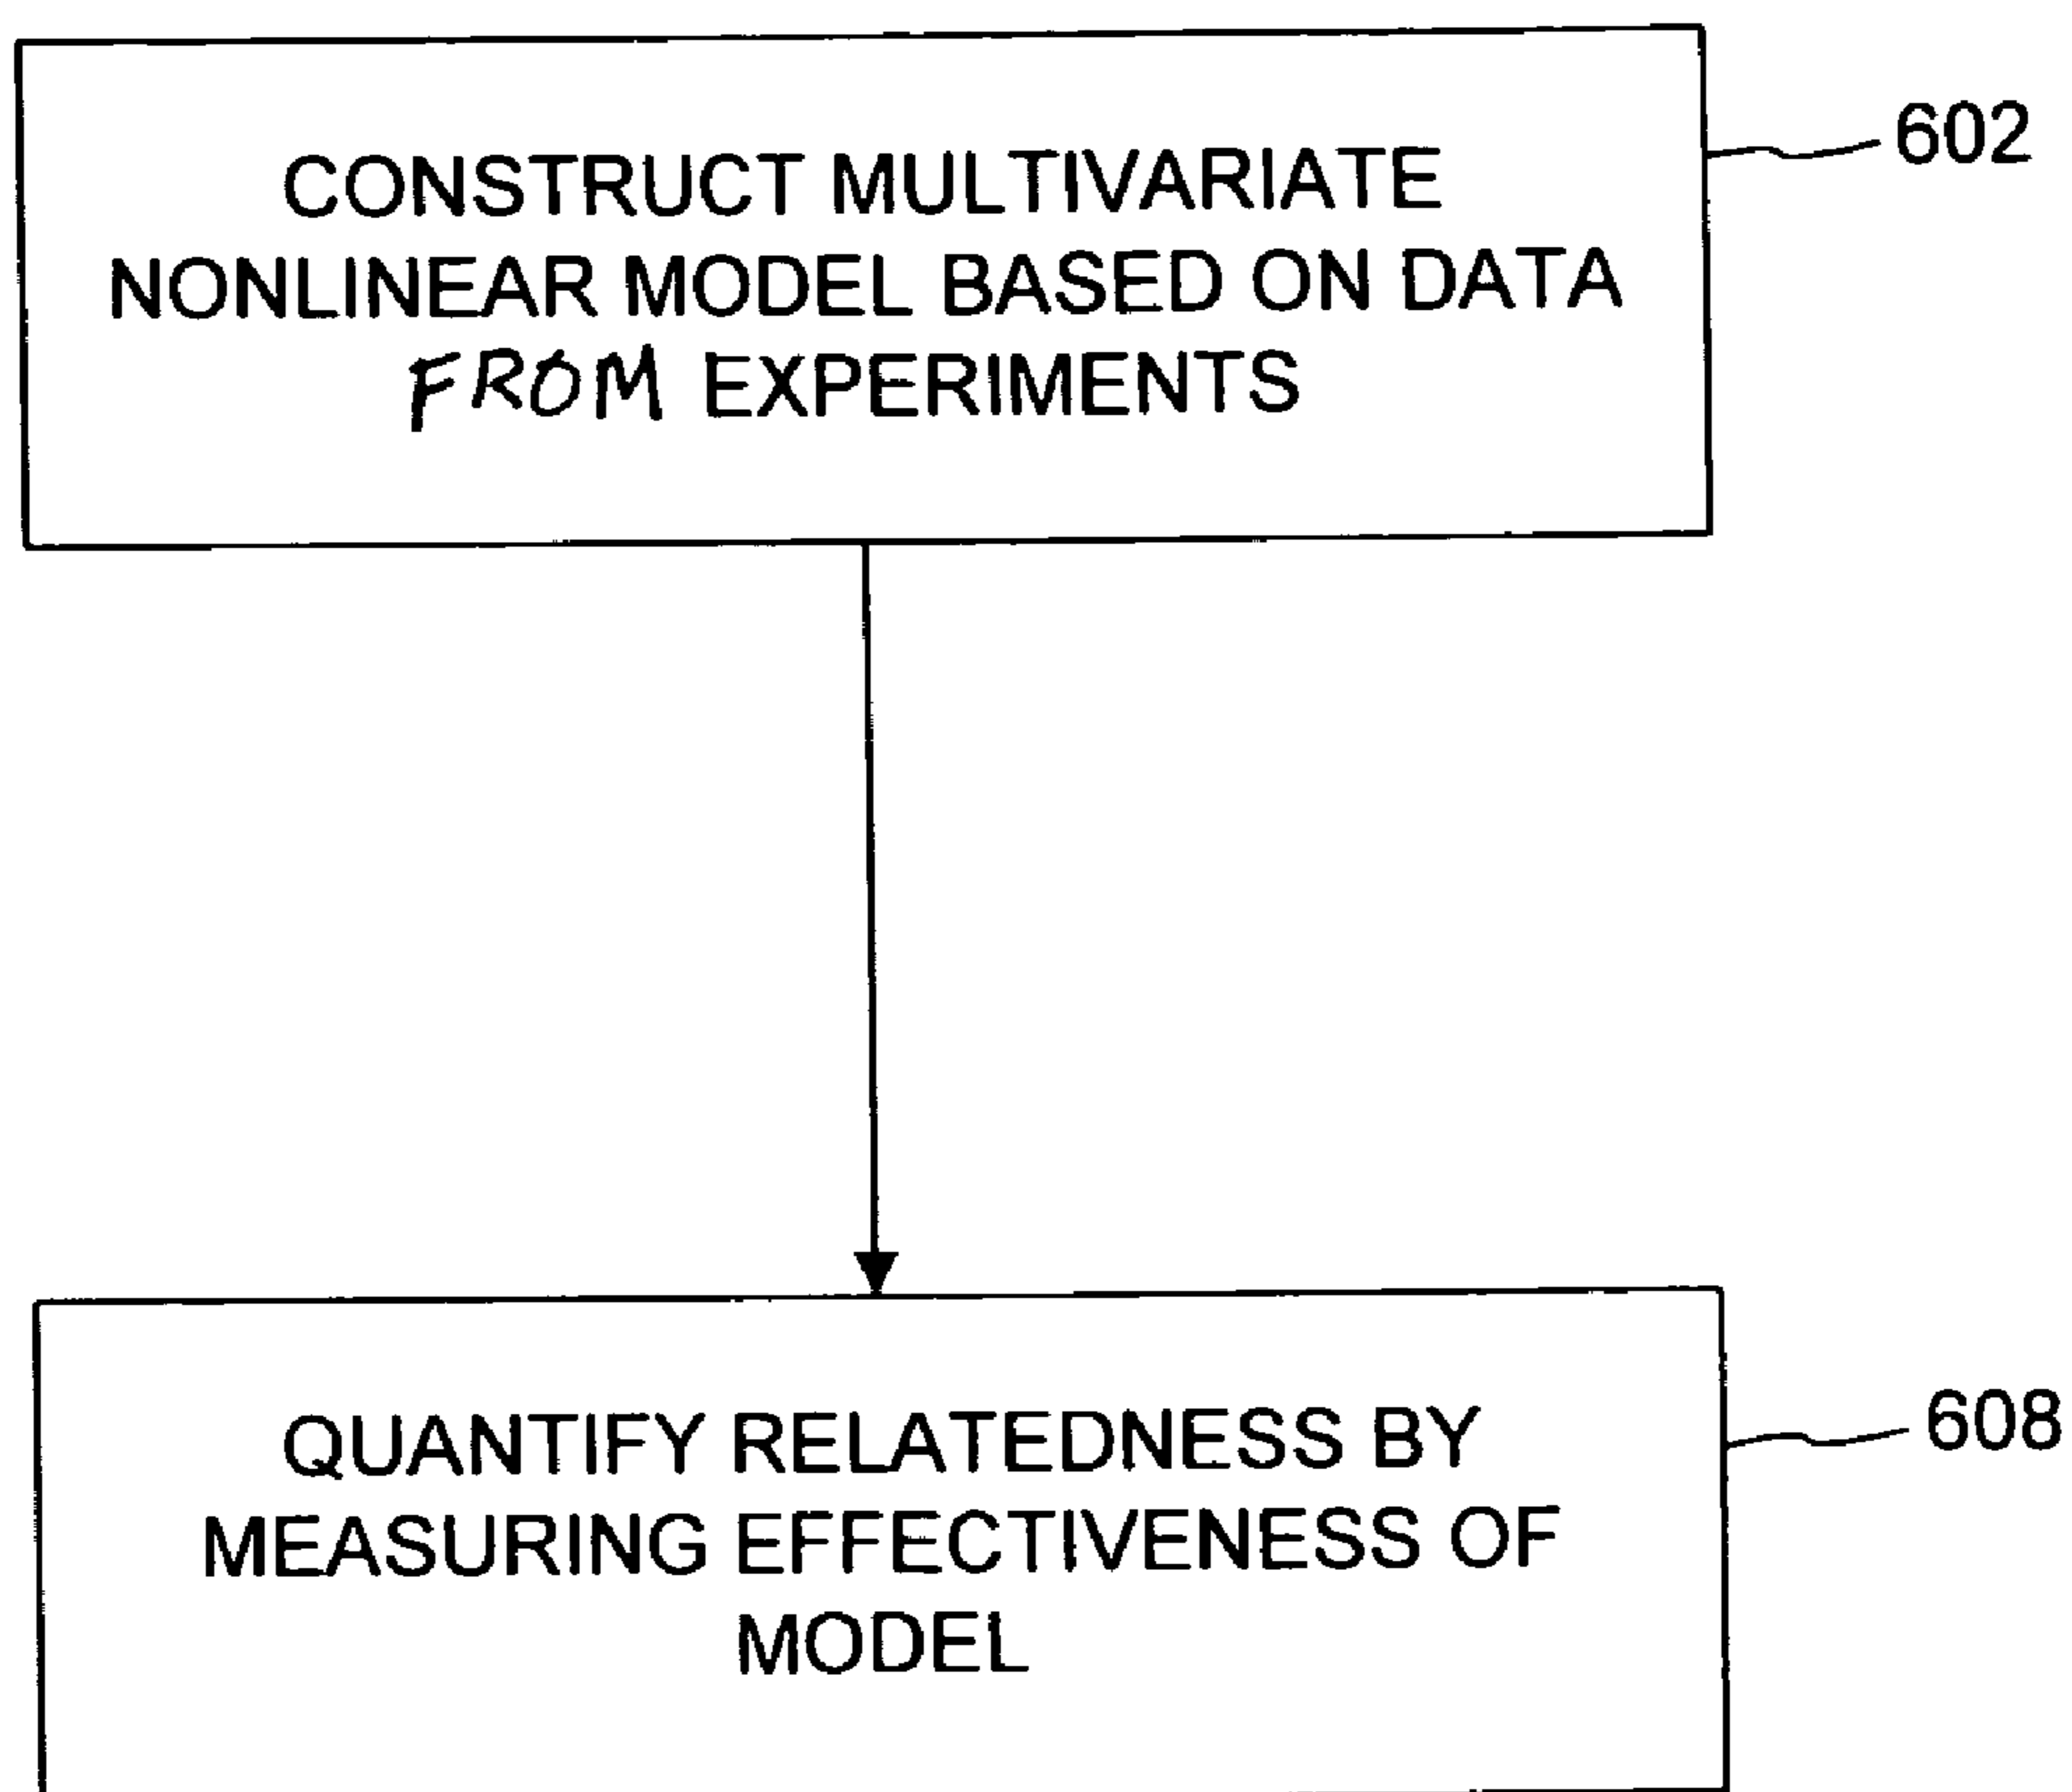 CONSTRUCT MULTIVARIATE
NONLINEAR MODEL BASED ON DATA
FROM EXPERIMENTS
602
QUANTIFY RELATEDNESS BY
MEASURING EFFECTIVENESS OF
MODEL
608